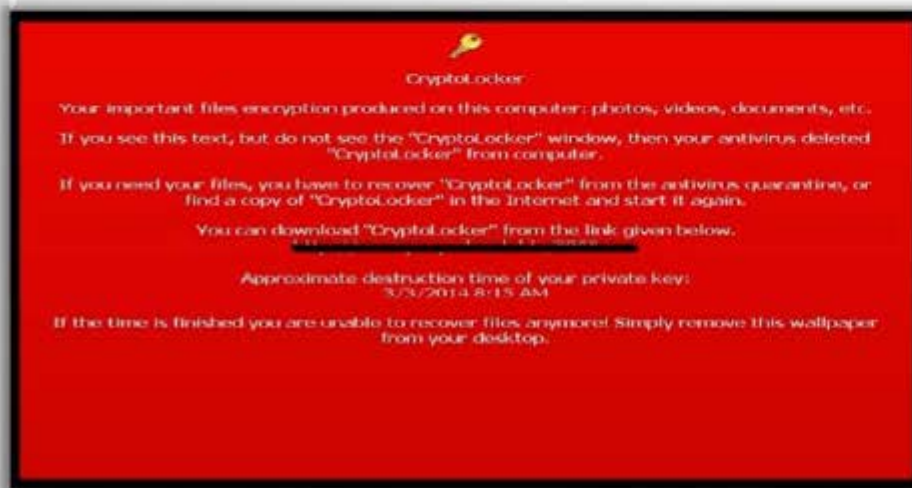 CryptoLocker
Your important files encryption produced on this computer: photos, videos, documents, etc.
If you see this text, but do not see the "CryptoLocker" window, then your antivirus deleted
"CryptoLocker" from computer.
If you need your files, you have to recover "CryptoLocker" from the antivirus quarantine, or
find a copy of "CryptoLocker" in the Internet and start it again.
You can download "CryptoLocker" from the link given below.
Approximate destruction time of your private key:
3/3/2014 8:15 AM
If the time is finished you are unable to recover files anymore! Simply remove this wallpaper
from your desktop.